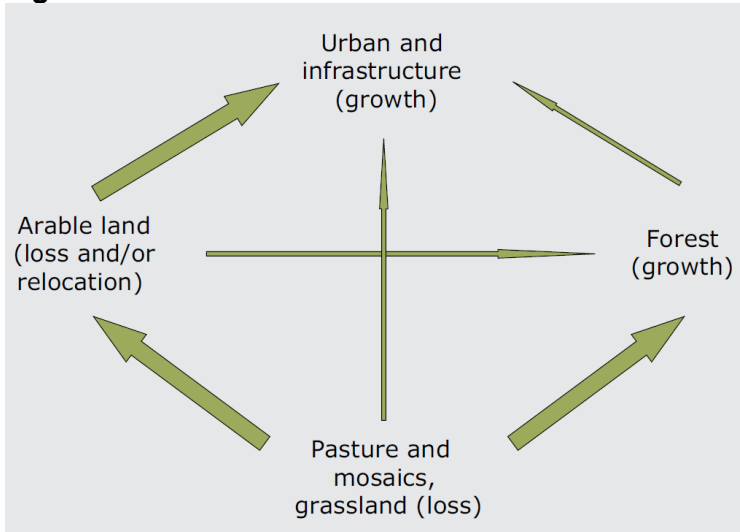 Urban and
infrastructure
(growth)
Arable land
(loss and/or
relocation)
Forest
(growth)
Pasture and
mosaics,
grassland (loss)